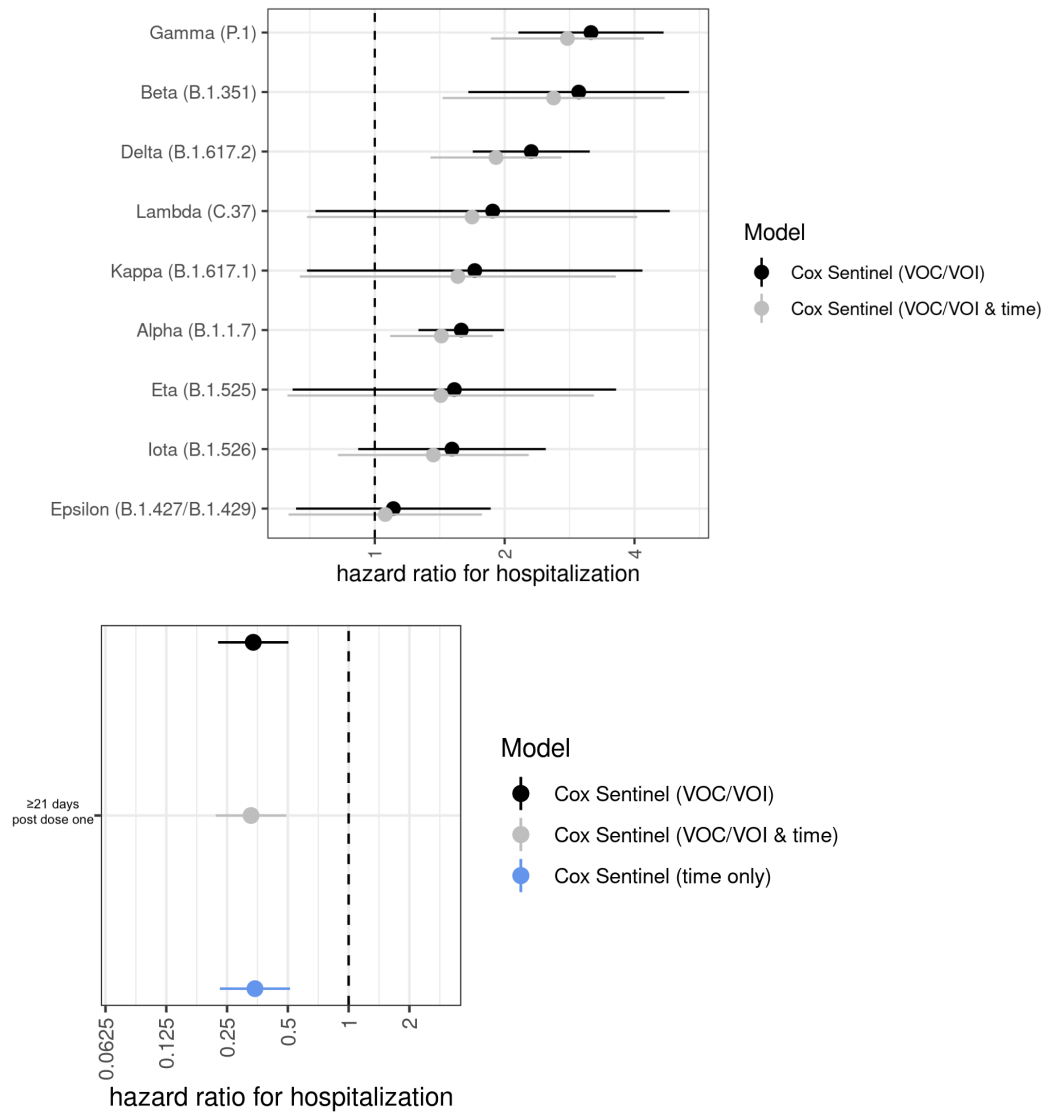 Gamma (P.1)
Beta (B.1.351)
Delta (B.1.617.2)
Lambda (C.37)
Kappa (B.1.617.1)
Alpha (B.1.1.7)
Eta (B.1.525)
Iota (B.1.526)
Epsilon (B.1.427/B.1.429)
1
2
4
hazard ratio for hospitalization
Model
Cox Sentinel (VOC/VOI)
Cox Sentinel (VOC/VOI & time)
≥21 days
post dose one
0.0625
0.125
0.25
0.5
1
2
hazard ratio for hospitalization
Model
Cox Sentinel (VOC/VOI)
Cox Sentinel (VOC/VOI & time)
Cox Sentinel (time only)